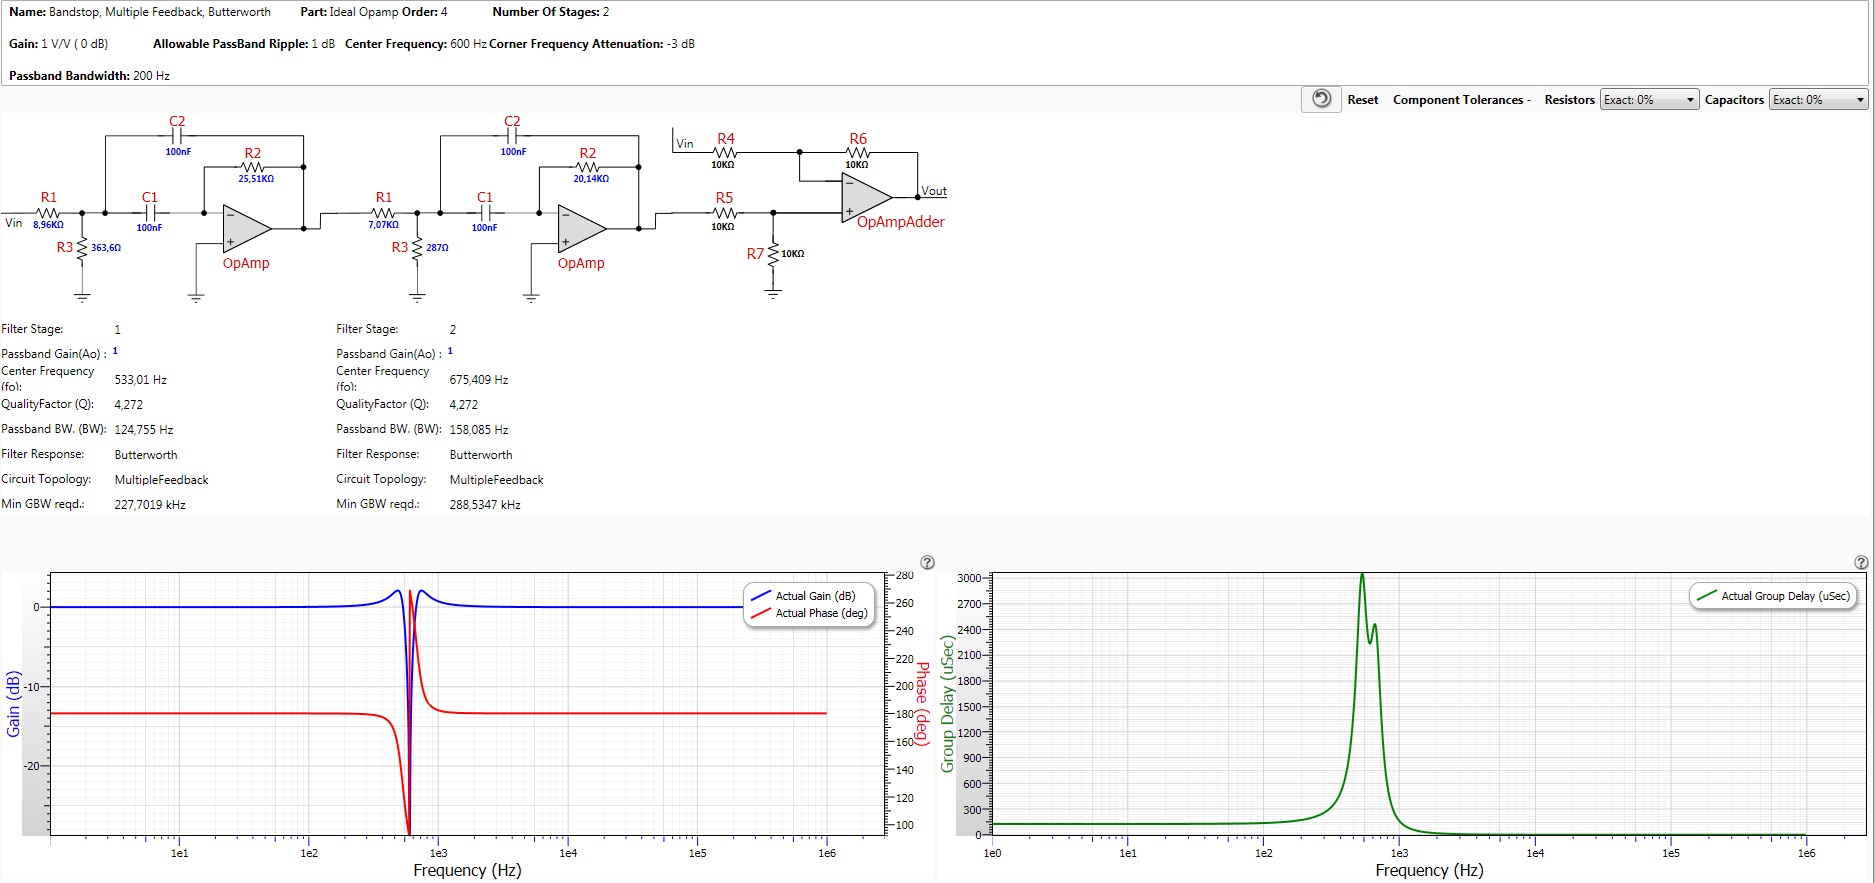 Name: Bandstop, Multiple Feedback, Butterworth Part: Ideal Opamp Order: 4 Number Of Stages: 2
Gain: 1 V/V ( 0 dB) Allowable PassBand Ripple: 1 dB Center Frequency: 600 Hz Corner Frequency Attenuation: -3 dB
Passband Bandwidth: 200 Hz
Reset Component Tolerances - Resistors Exact: 0% Capacitors Exact: 0%
C2
100nF
R2
25,51KΩ
R1
8,96KΩ
C1
100nF
Vin
R3 363,6Ω
-
+
OpAmp
C2
100nF
R2
20,14KΩ
R1
7,07KΩ
C1
100nF
R3 287Ω
-
+
OpAmp
Vin
R4
10KΩ
R6
10KΩ
R5
10KΩ
R7 10KΩ
-
+
Vout
OpAmpAdder
Filter Stage: 1
Passband Gain(Ao) : 1
Center Frequency
(fo): 533,01 Hz
QualityFactor (Q): 4,272
Passband BW. (BW): 124,755 Hz
Filter Response: Butterworth
Circuit Topology: MultipleFeedback
Min GBW reqd.: 227,7019 kHz
Filter Stage: 2
Passband Gain(Ao) : 1
Center Frequency
(fo): 675,409 Hz
QualityFactor (Q): 4,272
Passband BW. (BW): 158,085 Hz
Filter Response: Butterworth
Circuit Topology: MultipleFeedback
Min GBW reqd.: 288,5347 kHz
?
Actual Gain (dB)
Actual Phase (deg)
Gain (dB)
0
-10
-20
280
260
240
220
200
180
160
140
120
100
Phase (deg)
1e1 1e2 1e3 1e4 1e5 1e6
Frequency (Hz)
?
Actual Group Delay (uSec)
Group Delay (uSec)
3000
2700
2400
2100
1800
1500
1200
900
600
300
0
1e0 1e1 1e2 1e3 1e4 1e5 1e6
Frequency (Hz)